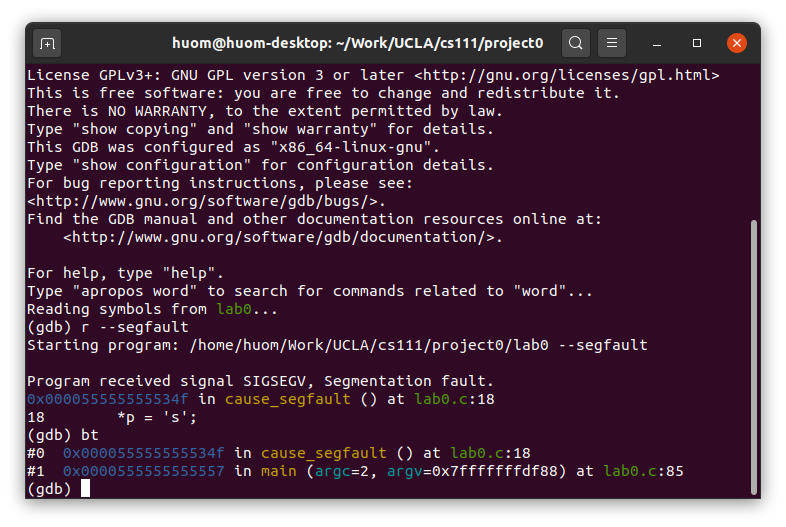 huom@huom-desktop: ~/Work/UCLA/cs111/project0
License GPLv3+: GNU GPL version 3 or later <http://gnu.org/licenses/gpl.html>
This is free software: you are free to change and redistribute it.
There is NO WARRANTY, to the extent permitted by law.
Type "show copying" and "show warranty" for details.
This GDB was configured as "x86_64-linux-gnu".
Type "show configuration" for configuration details.
For bug reporting instructions, please see:
<http://www.gnu.org/software/gdb/bugs/>.
Find the GDB manual and other documentation resources online at:
    <http://www.gnu.org/software/gdb/documentation/>.
For help, type "help".
Type "apropos word" to search for commands related to "word"...
Reading symbols from lab0...
(gdb) r --segfault
Starting program: /home/huom/Work/UCLA/cs111/project0/lab0 --segfault
Program received signal SIGSEGV, Segmentation fault.
0x000055555555534f in cause_segfault () at lab0.c:18
18        *p = 's';
(gdb) bt
#0  0x000055555555534f in cause_segfault () at lab0.c:18
#1  0x0000555555555557 in main (argc=2, argv=0x7fffffffdf88) at lab0.c:85
(gdb)